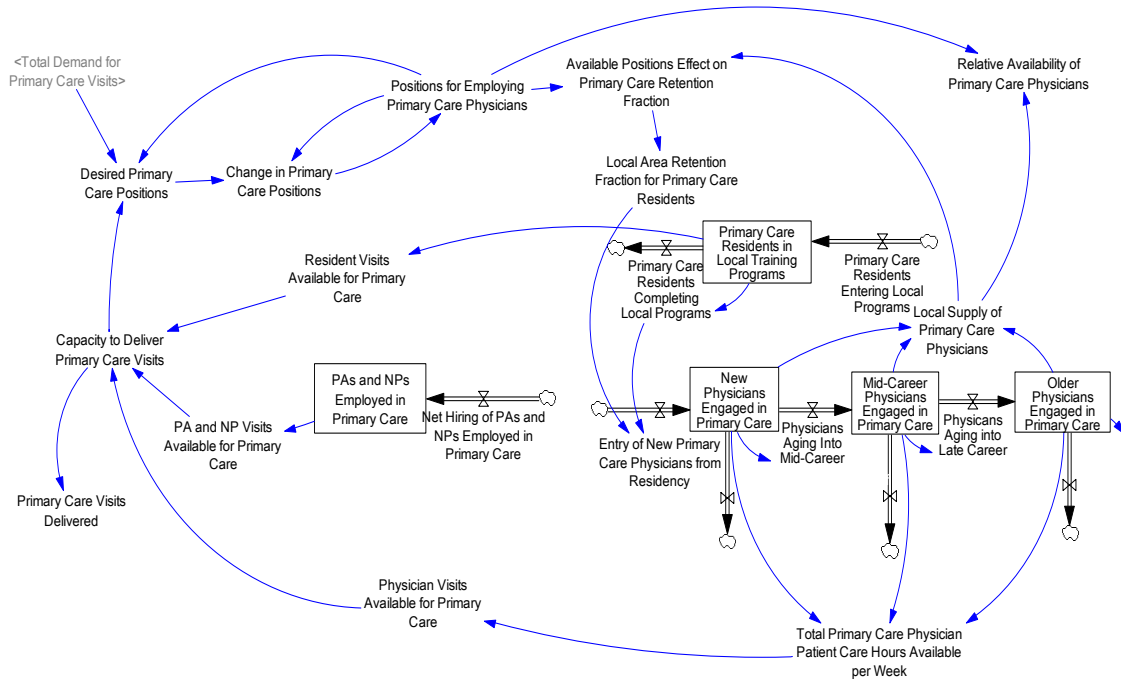 <Total Demand for
Primary Care Visits>
Positions for Employing
Primary Care Physicians
Available Positions Effect on
Primary Care Retention
Fraction
Relative Availability of
Primary Care Physicians
Desired Primary
Care Positions
Change in Primary
Care Positions
Local Area Retention
Fraction for Primary Care
Residents
Primary Care
Residents in
Local Training
Programs
Primary Care
Residents
Completing
Local Programs
Primary Care
Residents
Entering Local
Programs
Resident Visits
Available for Primary
Care
Local Supply of
Primary Care
Physicians
Capacity to Deliver
Primary Care Visits
PAs and NPs
Employed in
Primary Care
Net Hiring of PAs and
NPs Employed in
Primary Care
New
Physicians
Engaged in
Primary Care
Mid-Career
Physicians
Engaged in
Primary Care
Older
Physicians
Engaged in
Primary Care
Physicians
Aging Into
Mid-Career
Physicians
Aging into
Late Career
PA and NP Visits
Available for Primary
Care
Entry of New Primary
Care Physicians from
Residency
Primary Care Visits
Delivered
Physician Visits
Available for Primary
Care
Total Primary Care Physician
Patient Care Hours Available
per Week